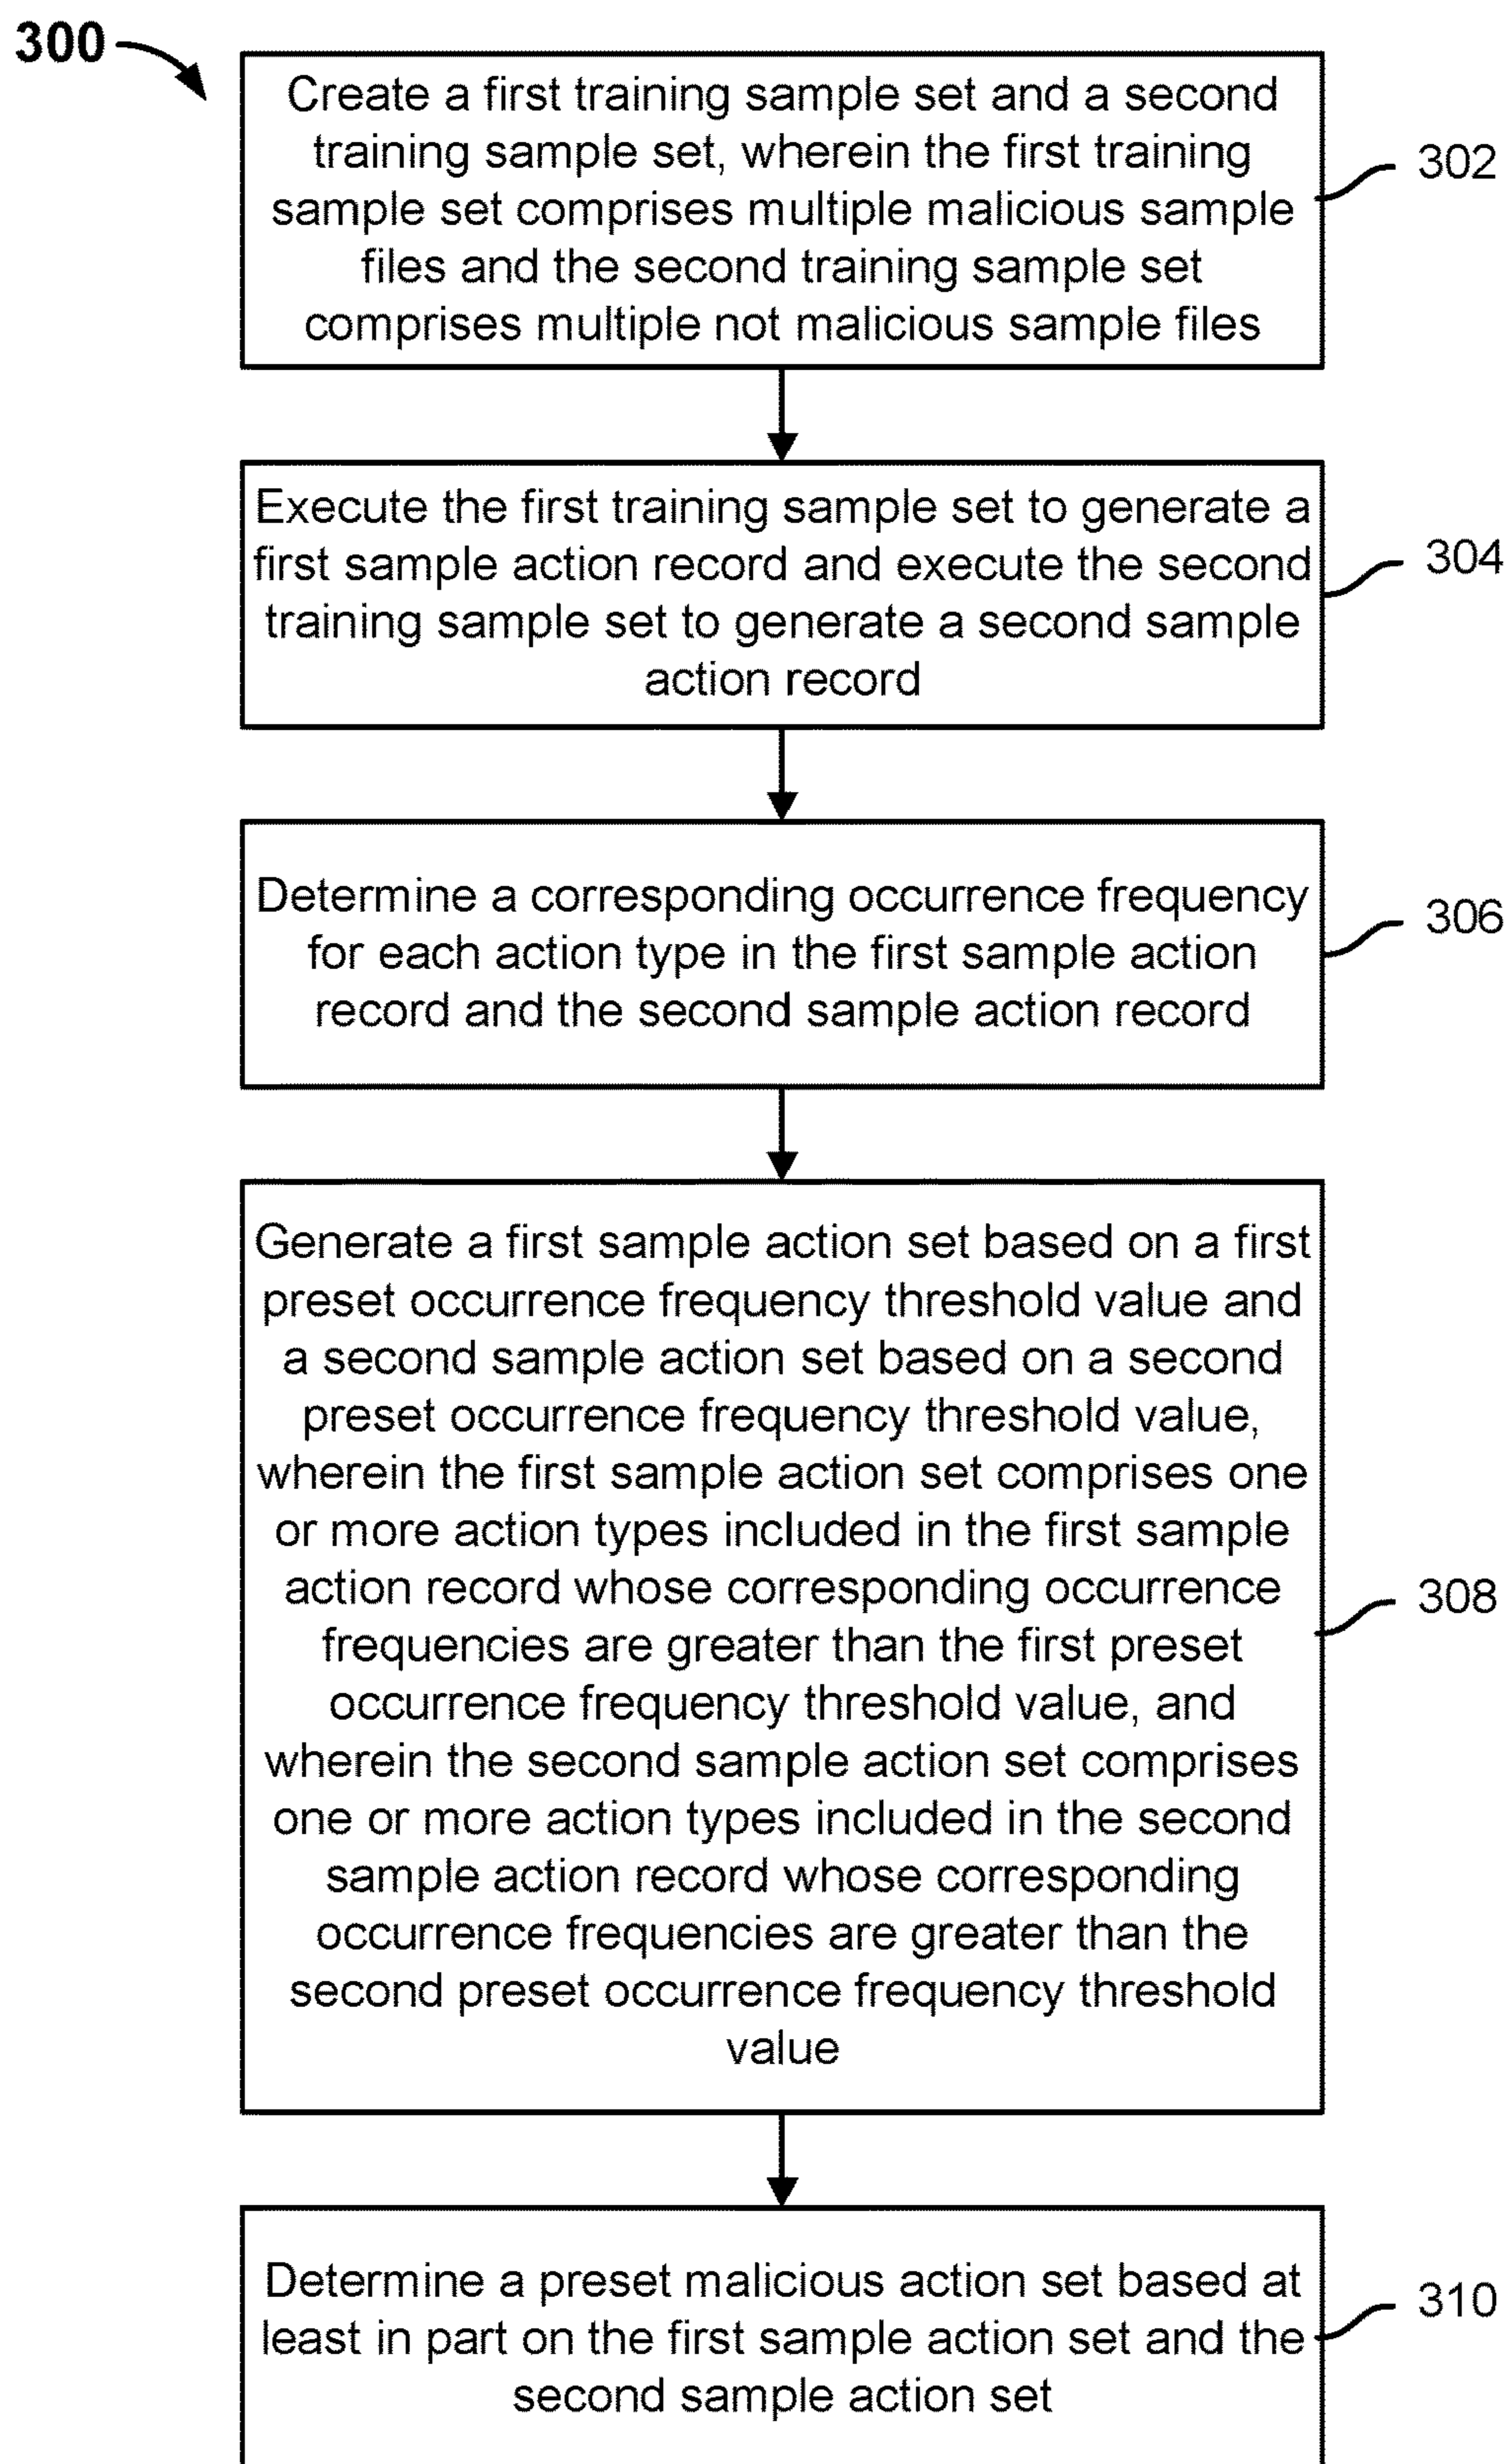 300
Create a first training sample set and a second
training sample set, wherein the first training
sample set comprises multiple malicious sample
files and the second training sample set
comprises multiple not malicious sample files
302
Execute the first training sample set to generate a
first sample action record and execute the second
training sample set to generate a second sample
action record
304
Determine a corresponding occurrence frequency
for each action type in the first sample action
record and the second sample action record
306
Generate a first sample action set based on a first
preset occurrence frequency threshold value and
a second sample action set based on a second
preset occurrence frequency threshold value,
wherein the first sample action set comprises one
or more action types included in the first sample
action record whose corresponding occurrence
frequencies are greater than the first preset
occurrence frequency threshold value, and
wherein the second sample action set comprises
one or more action types included in the second
sample action record whose corresponding
occurrence frequencies are greater than the
second preset occurrence frequency threshold
value
308
Determine a preset malicious action set based at
least in part on the first sample action set and the
second sample action set
310